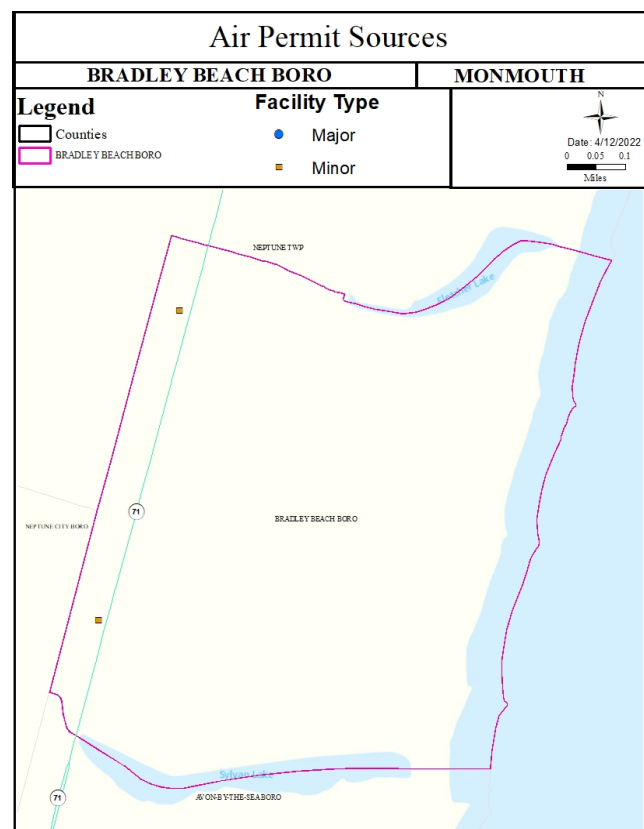 Air Permit Sources
BRADLEY BEACH BORO
MONMOUTH
Legend
Counties
BRADLEY BEACH BORO
Facility Type
Major
Minor
N
Date: 4/12/2022
0 0.05 0.1
Miles
NEPTUNE TWP
Fletcher Lake
71
NEPTUNE CITY BORO
BRADLEY BEACH BORO
Sylvan Lake
71
AVON-BY-THE-SEA BORO